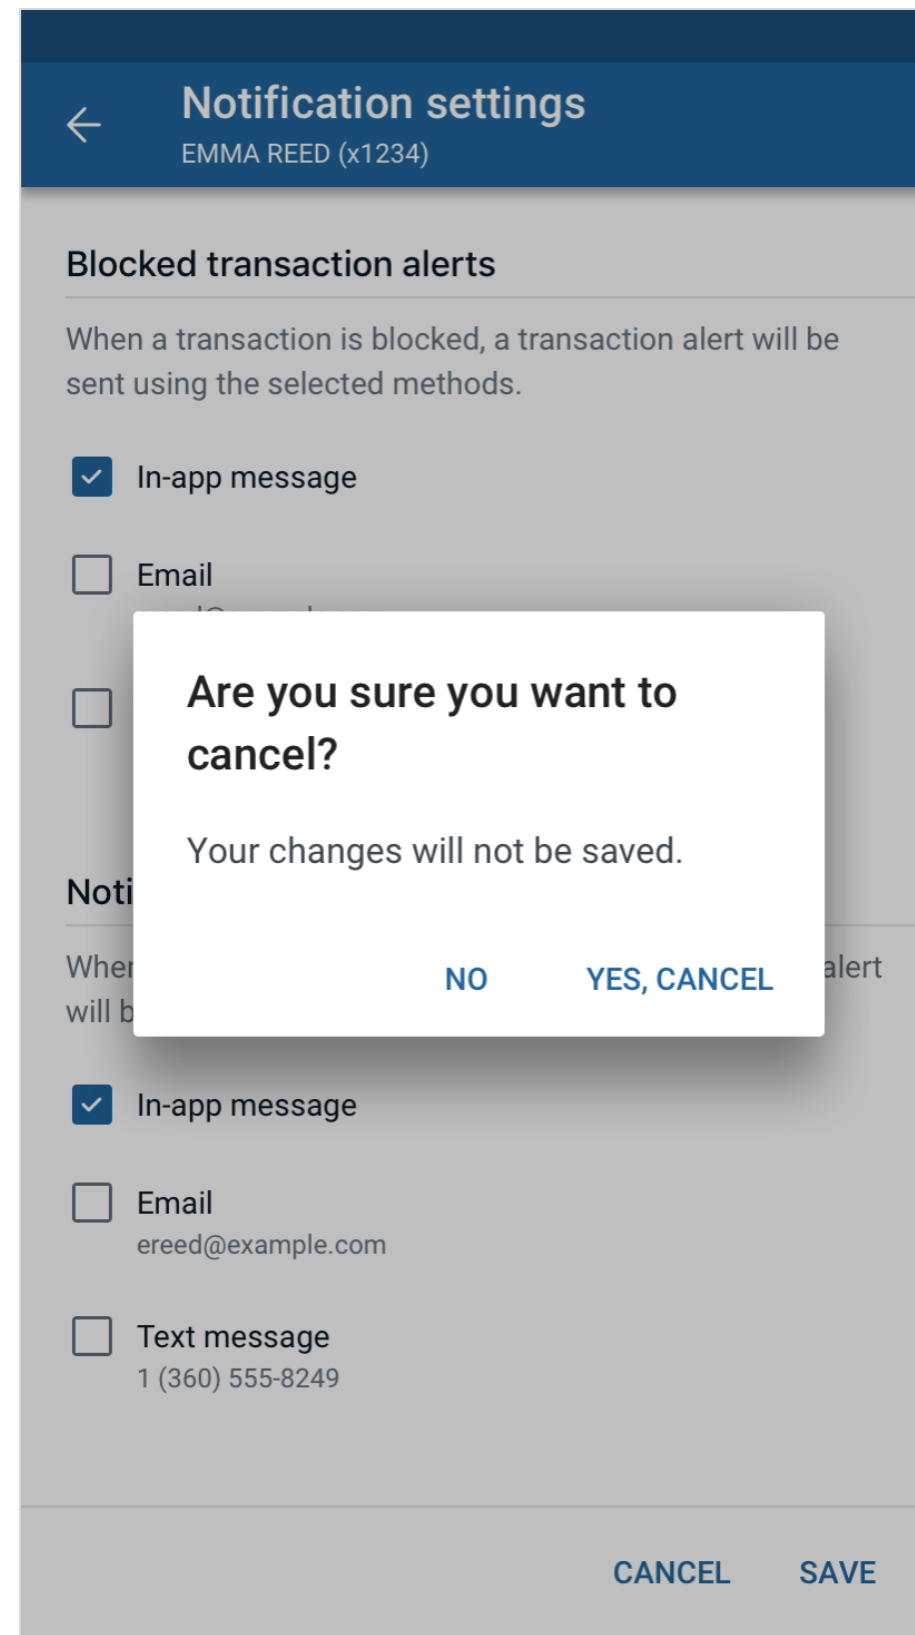 Notification settings
EMMA REED (x1234)
Blocked transaction alerts
When a transaction is blocked, a transaction alert will be
sent using the selected methods.
In-app message
Email
Are you sure you want to
cancel?
Your changes will not be saved.
NO
YES, CANCEL
alert
will
In-app message
Email
ereed@example.com
Text message
1 (360) 555-8249
CANCEL
SAVE